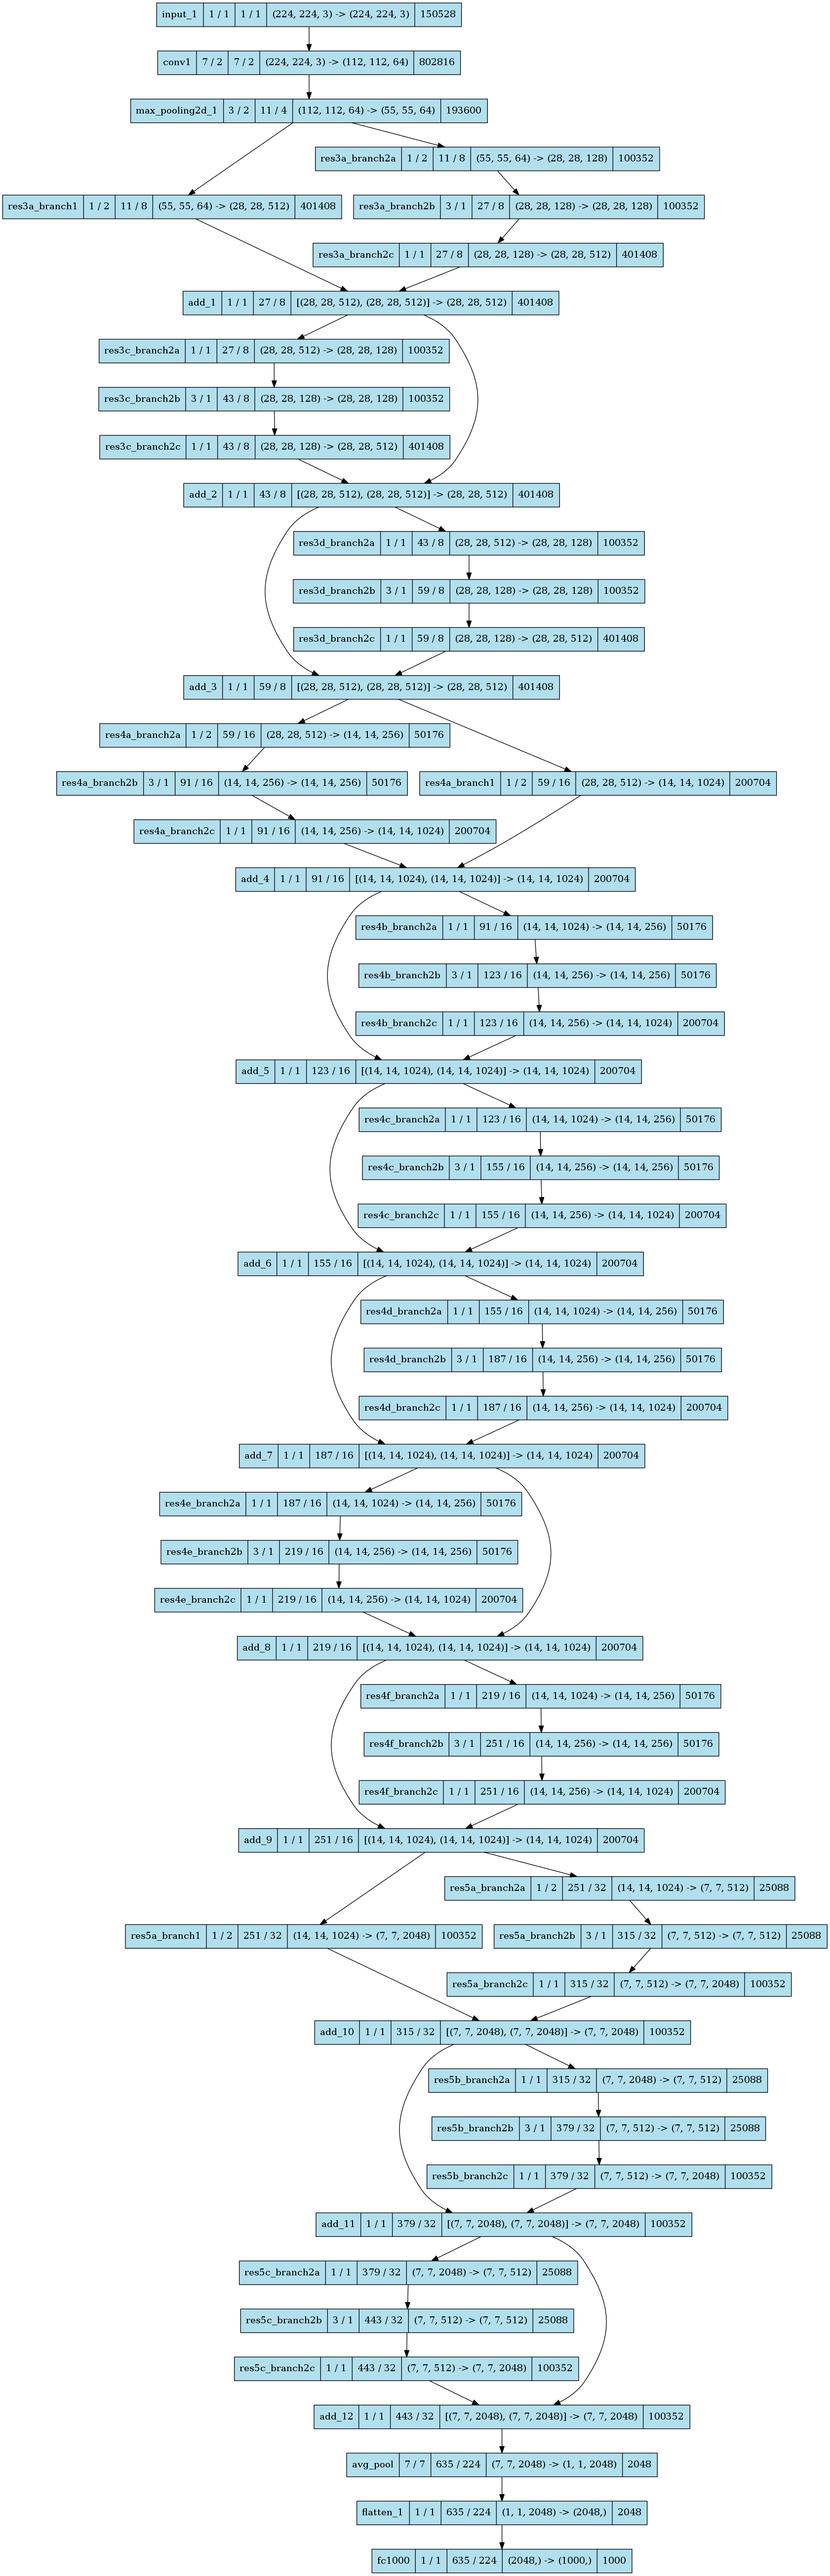 input_1 1 / 1 1 / 1 (224, 224, 3) -> (224, 224, 3) 150528
conv1 7 / 2 7 / 2 (224, 224, 3) -> (112, 112, 64) 802816
max_pooling2d_1 3 / 2 11 / 4 (112, 112, 64) -> (55, 55, 64) 193600
res3a_branch2a 1 / 2 11 / 8 (55, 55, 64) -> (28, 28, 128) 100352
res3a_branch1 1 / 2 11 / 8 (55, 55, 64) -> (28, 28, 512) 401408
res3a_branch2b 3 / 1 27 / 8 (28, 28, 128) -> (28, 28, 128) 100352
res3a_branch2c 1 / 1 27 / 8 (28, 28, 128) -> (28, 28, 512) 401408
add_1 1 / 1 27 / 8 [(28, 28, 512), (28, 28, 512)] -> (28, 28, 512) 401408
res3c_branch2a 1 / 1 27 / 8 (28, 28, 512) -> (28, 28, 128) 100352
res3c_branch2b 3 / 1 43 / 8 (28, 28, 128) -> (28, 28, 128) 100352
res3c_branch2c 1 / 1 43 / 8 (28, 28, 128) -> (28, 28, 512) 401408
add_2 1 / 1 43 / 8 [(28, 28, 512), (28, 28, 512)] -> (28, 28, 512) 401408
res3d_branch2a 1 / 1 43 / 8 (28, 28, 512) -> (28, 28, 128) 100352
res3d_branch2b 3 / 1 59 / 8 (28, 28, 128) -> (28, 28, 128) 100352
res3d_branch2c 1 / 1 59 / 8 (28, 28, 128) -> (28, 28, 512) 401408
add_3 1 / 1 59 / 8 [(28, 28, 512), (28, 28, 512)] -> (28, 28, 512) 401408
res4a_branch2a 1 / 2 59 / 16 (28, 28, 512) -> (14, 14, 256) 50176
res4a_branch2b 3 / 1 91 / 16 (14, 14, 256) -> (14, 14, 256) 50176
res4a_branch1 1 / 2 59 / 16 (28, 28, 512) -> (14, 14, 1024) 200704
res4a_branch2c 1 / 1 91 / 16 (14, 14, 256) -> (14, 14, 1024) 200704
add_4 1 / 1 91 / 16 [(14, 14, 1024), (14, 14, 1024)] -> (14, 14, 1024) 200704
res4b_branch2a 1 / 1 91 / 16 (14, 14, 1024) -> (14, 14, 256) 50176
res4b_branch2b 3 / 1 123 / 16 (14, 14, 256) -> (14, 14, 256) 50176
res4b_branch2c 1 / 1 123 / 16 (14, 14, 256) -> (14, 14, 1024) 200704
add_5 1 / 1 123 / 16 [(14, 14, 1024), (14, 14, 1024)] -> (14, 14, 1024) 200704
res4c_branch2a 1 / 1 123 / 16 (14, 14, 1024) -> (14, 14, 256) 50176
res4c_branch2b 3 / 1 155 / 16 (14, 14, 256) -> (14, 14, 256) 50176
res4c_branch2c 1 / 1 155 / 16 (14, 14, 256) -> (14, 14, 1024) 200704
add_6 1 / 1 155 / 16 [(14, 14, 1024), (14, 14, 1024)] -> (14, 14, 1024) 200704
res4d_branch2a 1 / 1 155 / 16 (14, 14, 1024) -> (14, 14, 256) 50176
res4d_branch2b 3 / 1 187 / 16 (14, 14, 256) -> (14, 14, 256) 50176
res4d_branch2c 1 / 1 187 / 16 (14, 14, 256) -> (14, 14, 1024) 200704
add_7 1 / 1 187 / 16 [(14, 14, 1024), (14, 14, 1024)] -> (14, 14, 1024) 200704
res4e_branch2a 1 / 1 187 / 16 (14, 14, 1024) -> (14, 14, 256) 50176
res4e_branch2b 3 / 1 219 / 16 (14, 14, 256) -> (14, 14, 256) 50176
res4e_branch2c 1 / 1 219 / 16 (14, 14, 256) -> (14, 14, 1024) 200704
add_8 1 / 1 219 / 16 [(14, 14, 1024), (14, 14, 1024)] -> (14, 14, 1024) 200704
res4f_branch2a 1 / 1 219 / 16 (14, 14, 1024) -> (14, 14, 256) 50176
res4f_branch2b 3 / 1 251 / 16 (14, 14, 256) -> (14, 14, 256) 50176
res4f_branch2c 1 / 1 251 / 16 (14, 14, 256) -> (14, 14, 1024) 200704
add_9 1 / 1 251 / 16 [(14, 14, 1024), (14, 14, 1024)] -> (14, 14, 1024) 200704
res5a_branch2a 1 / 2 251 / 32 (14, 14, 1024) -> (7, 7, 512) 25088
res5a_branch1 1 / 2 251 / 32 (14, 14, 1024) -> (7, 7, 2048) 100352
res5a_branch2b 3 / 1 315 / 32 (7, 7, 512) -> (7, 7, 512) 25088
res5a_branch2c 1 / 1 315 / 32 (7, 7, 512) -> (7, 7, 2048) 100352
add_10 1 / 1 315 / 32 [(7, 7, 2048), (7, 7, 2048)] -> (7, 7, 2048) 100352
res5b_branch2a 1 / 1 315 / 32 (7, 7, 2048) -> (7, 7, 512) 25088
res5b_branch2b 3 / 1 379 / 32 (7, 7, 512) -> (7, 7, 512) 25088
res5b_branch2c 1 / 1 379 / 32 (7, 7, 512) -> (7, 7, 2048) 100352
add_11 1 / 1 379 / 32 [(7, 7, 2048), (7, 7, 2048)] -> (7, 7, 2048) 100352
res5c_branch2a 1 / 1 379 / 32 (7, 7, 2048) -> (7, 7, 512) 25088
res5c_branch2b 3 / 1 443 / 32 (7, 7, 512) -> (7, 7, 512) 25088
res5c_branch2c 1 / 1 443 / 32 (7, 7, 512) -> (7, 7, 2048) 100352
add_12 1 / 1 443 / 32 [(7, 7, 2048), (7, 7, 2048)] -> (7, 7, 2048) 100352
avg_pool 7 / 7 635 / 224 (7, 7, 2048) -> (1, 1, 2048) 2048
flatten_1 1 / 1 635 / 224 (1, 1, 2048) -> (2048,) 2048
fc1000 1 / 1 635 / 224 (2048,) -> (1000,) 1000